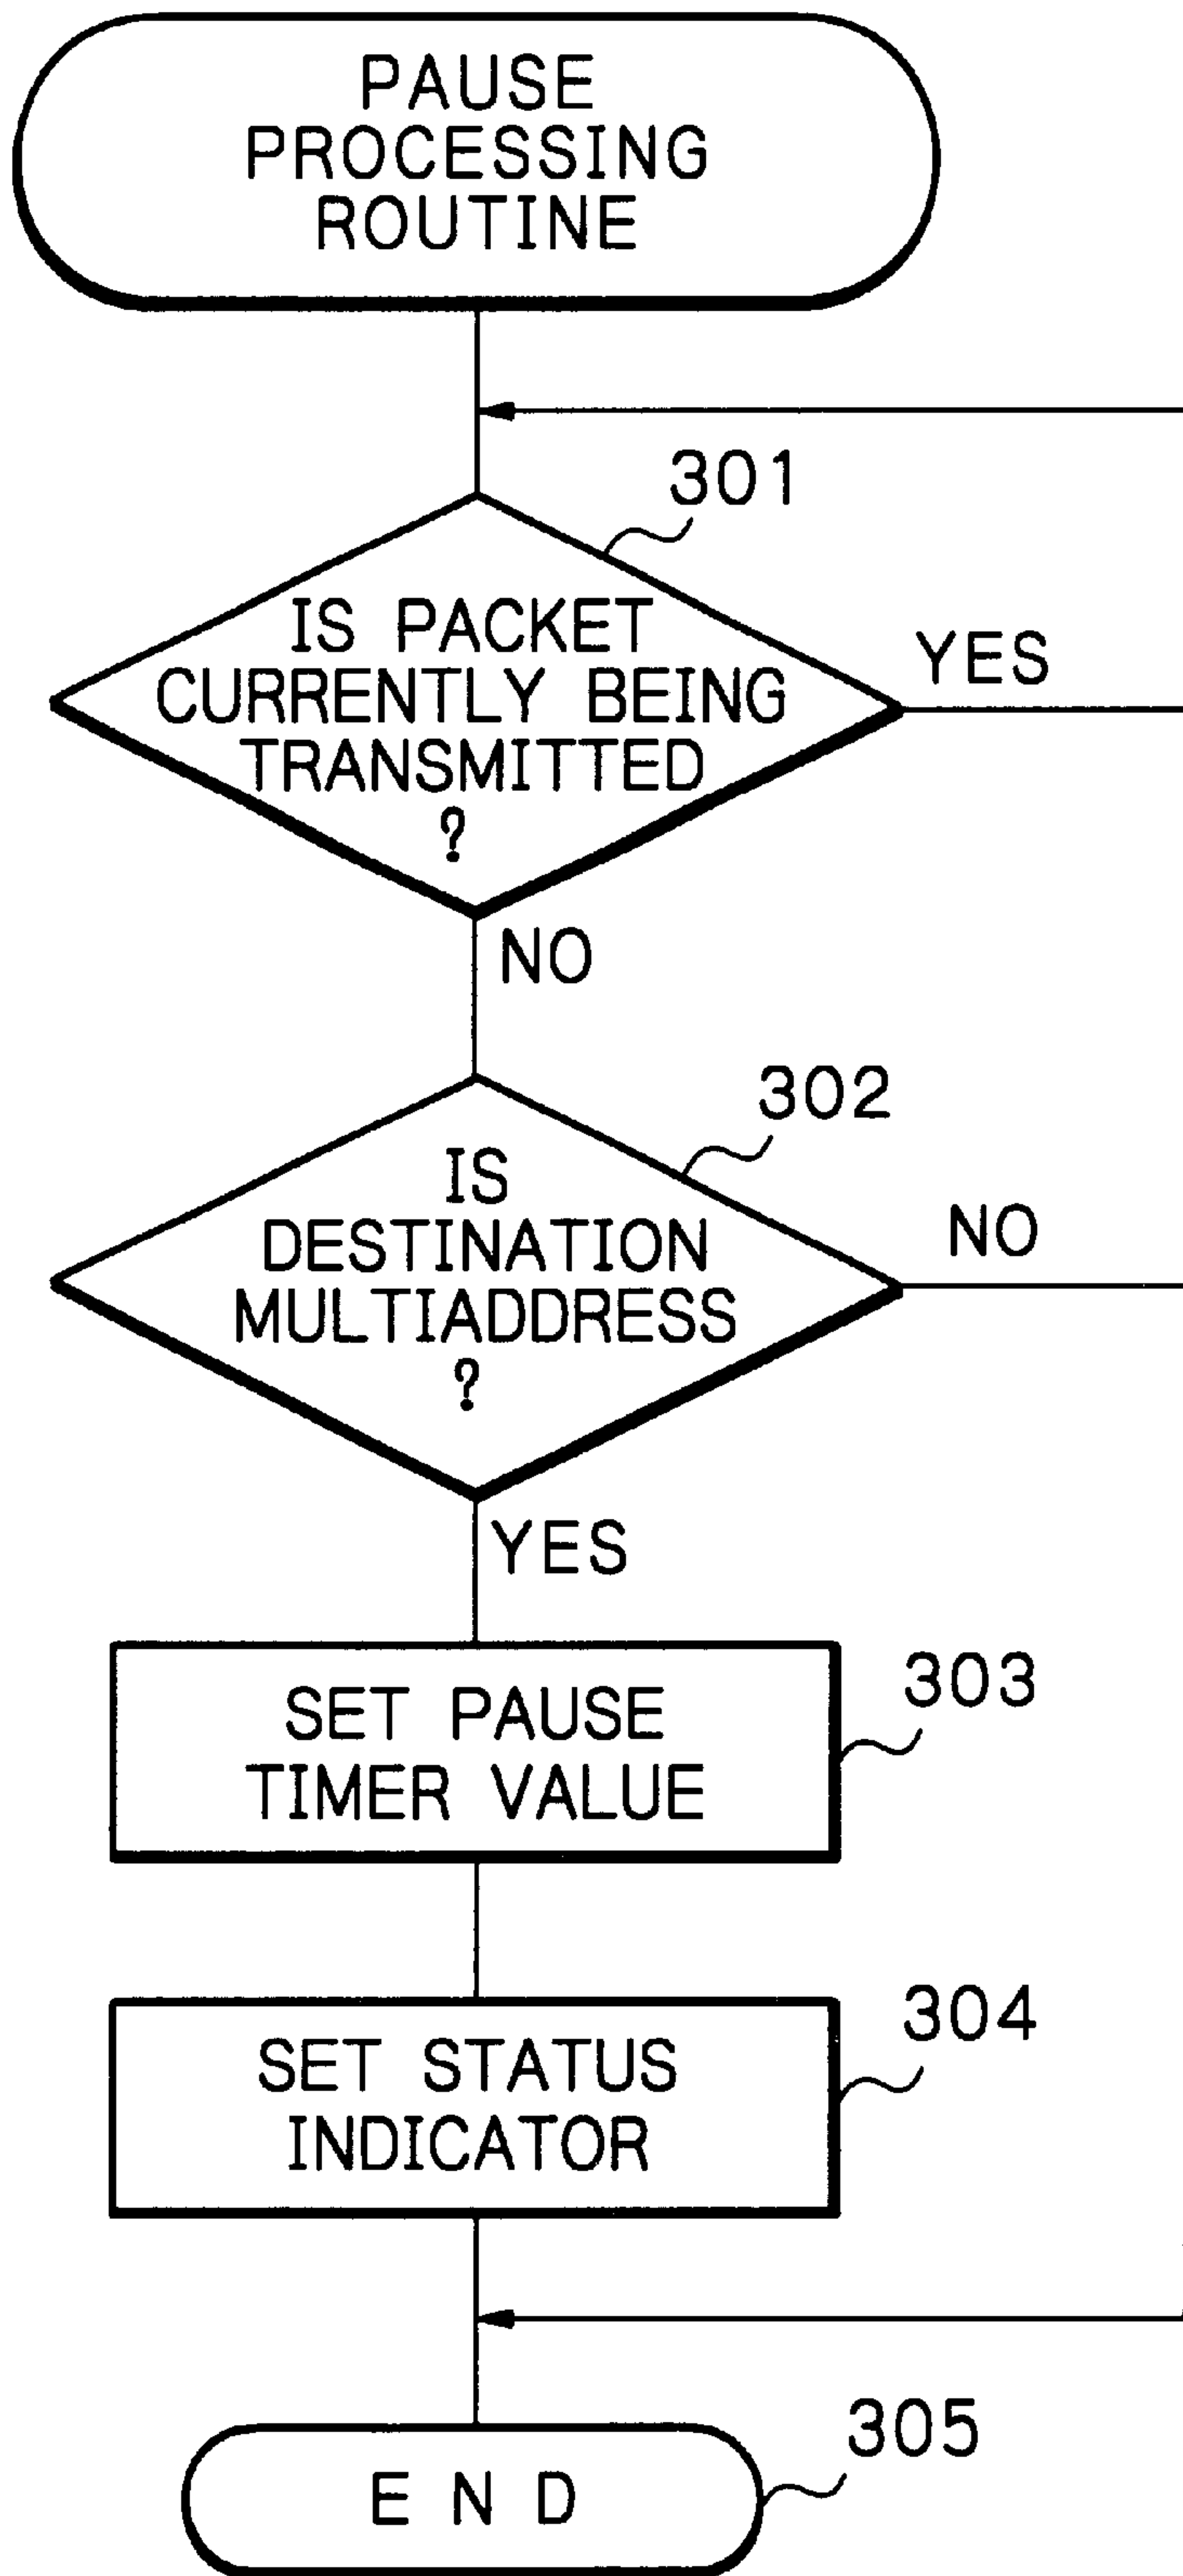 PAUSE
PROCESSING
ROUTINE
301
IS PACKET
CURRENTLY BEING
TRANSMITTED
?
YES
NO
302
IS
DESTINATION
MULTIADDRESS
?
NO
YES
303
SET PAUSE
TIMER VALUE
304
SET STATUS
INDICATOR
305
E N D